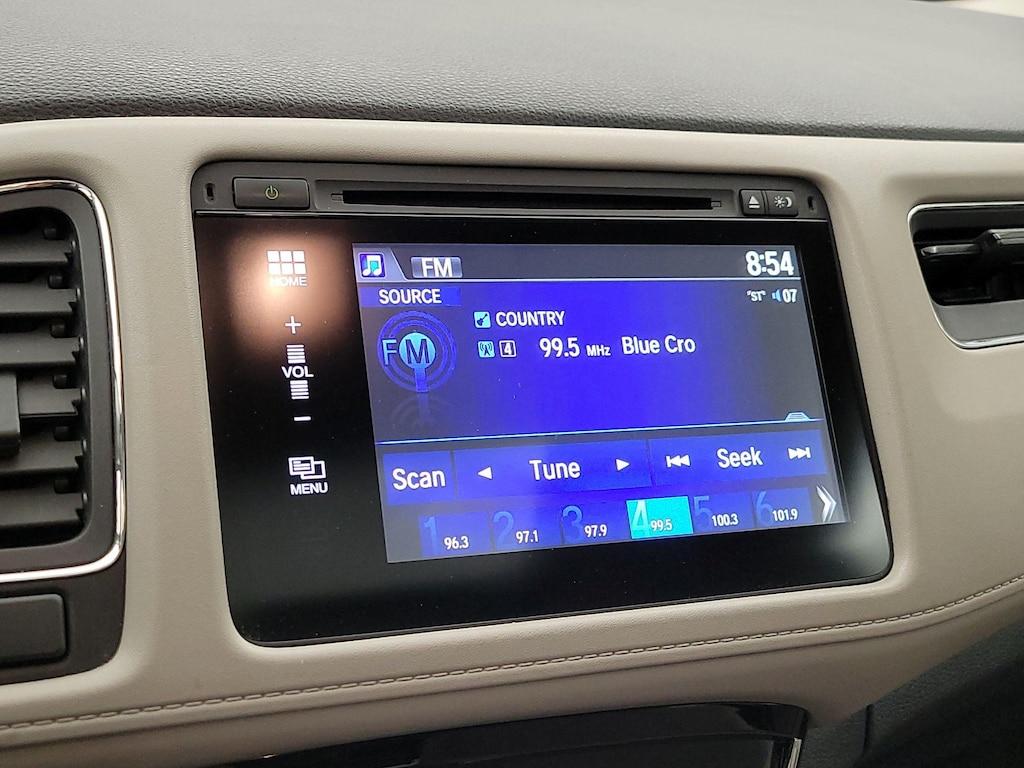 HOME
+
VOL
−
MENU
FM
8:54
SOURCE
"ST" 07
FM
COUNTRY
4 99.5 MHz Blue Cro
Scan Tune Seek
1 96.3 2 97.1 3 97.9 4 99.5 5 100.3 6 101.9